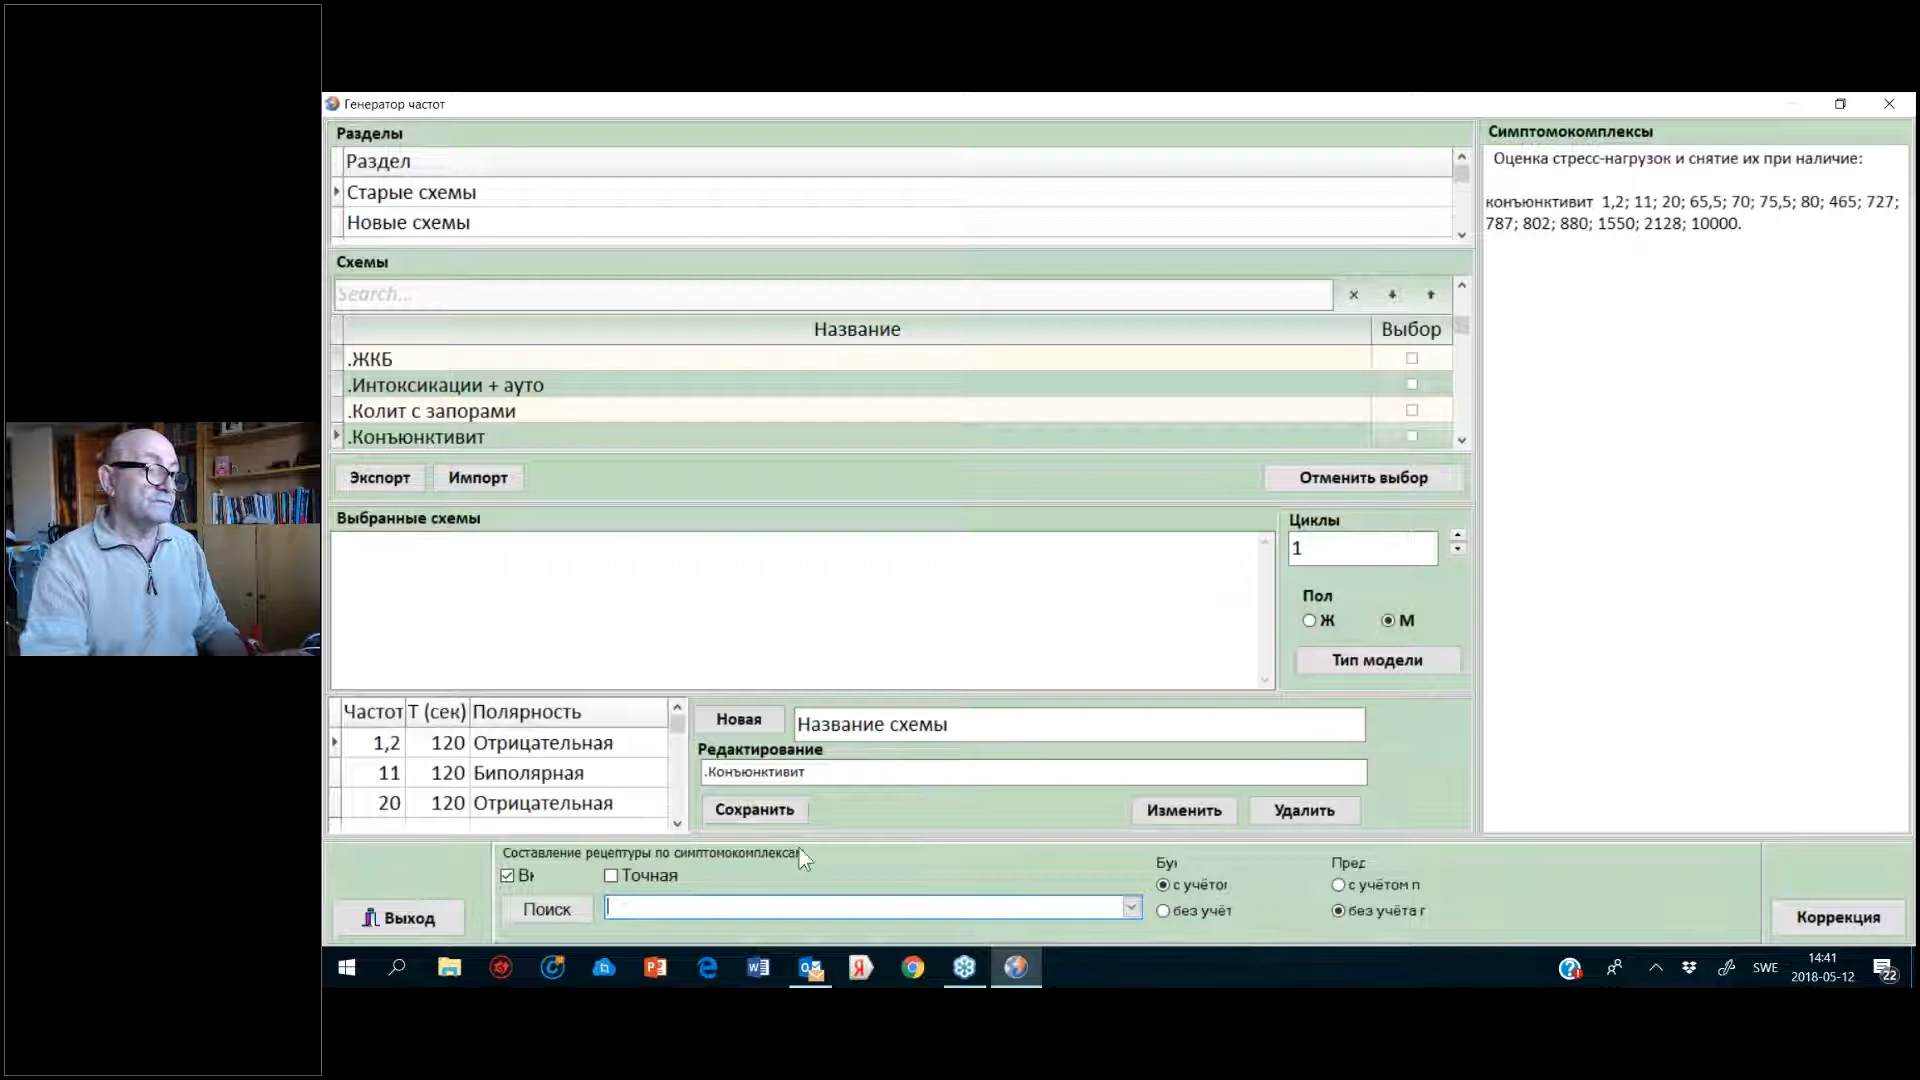 Генератор частот
Разделы
Раздел
Старые схемы
Новые схемы
Схемы
Search...
Название
Выбор
.ЖКБ
.Интоксикации + ауто
.Колит с запорами
.Конъюнктивит
Экспорт
Импорт
Отменить выбор
Выбранные схемы
Циклы
1
Пол
Ж
М
Тип модели
Частот Т (сек) Полярность
1,2 120 Отрицательная
11 120 Биполярная
20 120 Отрицательная
Новая
Название схемы
Редактирование
.Конъюнктивит
Сохранить
Изменить
Удалить
Симптомокомплексы
Оценка стресс-нагрузок и снятие их при наличие:
конъюнктивит 1,2; 11; 20; 65,5; 70; 75,5; 80; 465; 727;
787; 802; 880; 1550; 2128; 10000.
Выход
Составление рецептуры по симптомокомплексам
Точная
Поиск
с учётом п
без учёт
без учёта г
Коррекция
SWE
14:41
2018-05-12
22